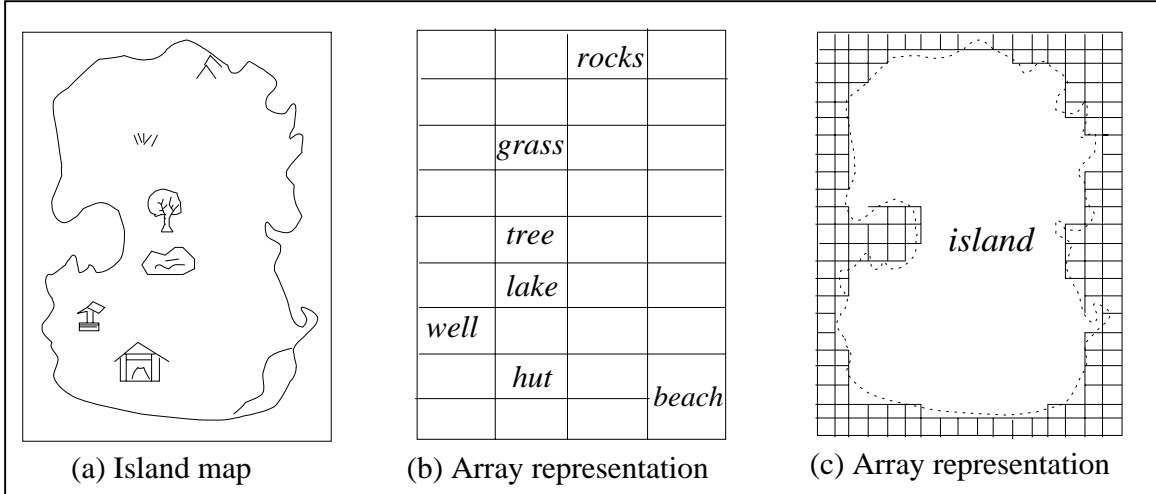 rocks
grass
tree
lake
well
hut
beach
island
(a) Island map
(b) Array representation
(c) Array representation